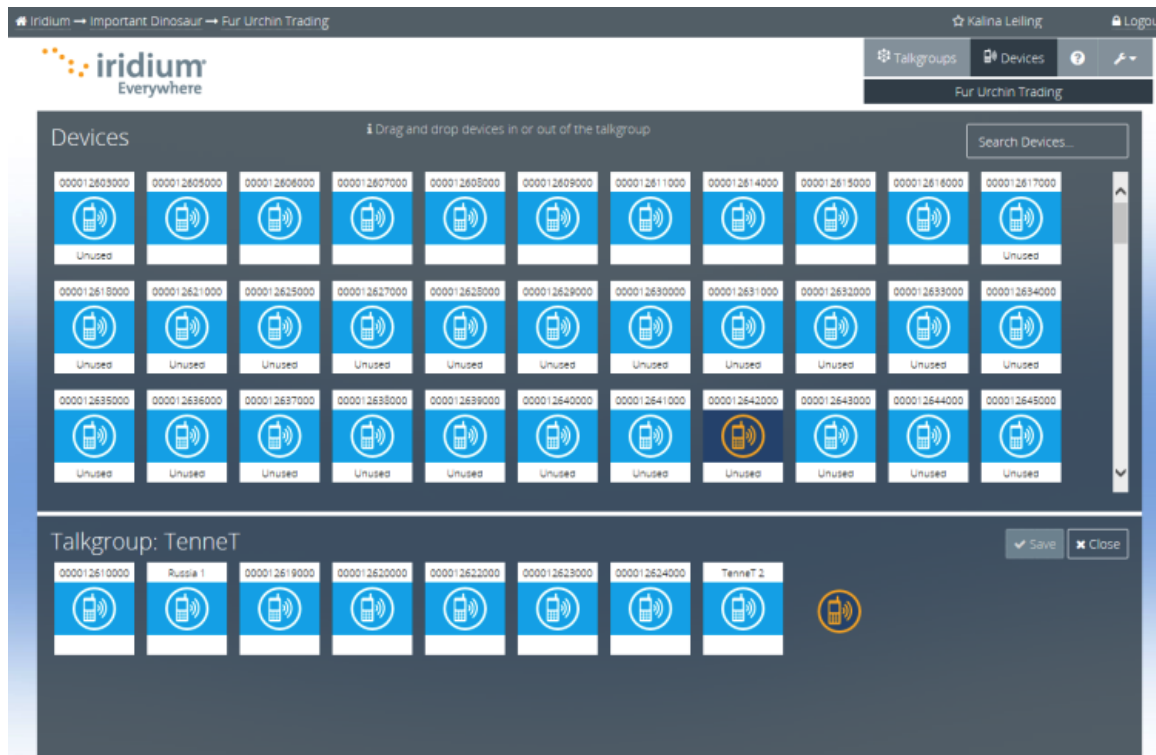 Iridium → Important Dinosaur → Fur Urchin Trading
Kalina Leiling
Logou
iridium
Everywhere
Talkgroups
Devices
?
Fur Urchin Trading
Devices
i Drag and drop devices in or out of the talkgroup
Search Devices...
000012603000 000012605000 000012606000 000012607000 000012608000 000012609000 000012611000 000012614000 000012615000 000012616000 000012617000
Unused Unused
000012618000 000012621000 000012625000 000012627000 000012628000 000012629000 000012630000 000012631000 000012632000 000012633000 000012634000
Unused Unused Unused Unused Unused Unused Unused Unused Unused Unused Unused
000012635000 000012636000 000012637000 000012638000 000012639000 000012640000 000012641000 000012642000 000012643000 000012644000 000012645000
Unused Unused Unused Unused Unused Unused Unused Unused Unused Unused Unused
Talkgroup: TenneT
Save
Close
000012610000 Russia 1 000012619000 000012620000 000012622000 000012623000 000012624000 TenneT 2